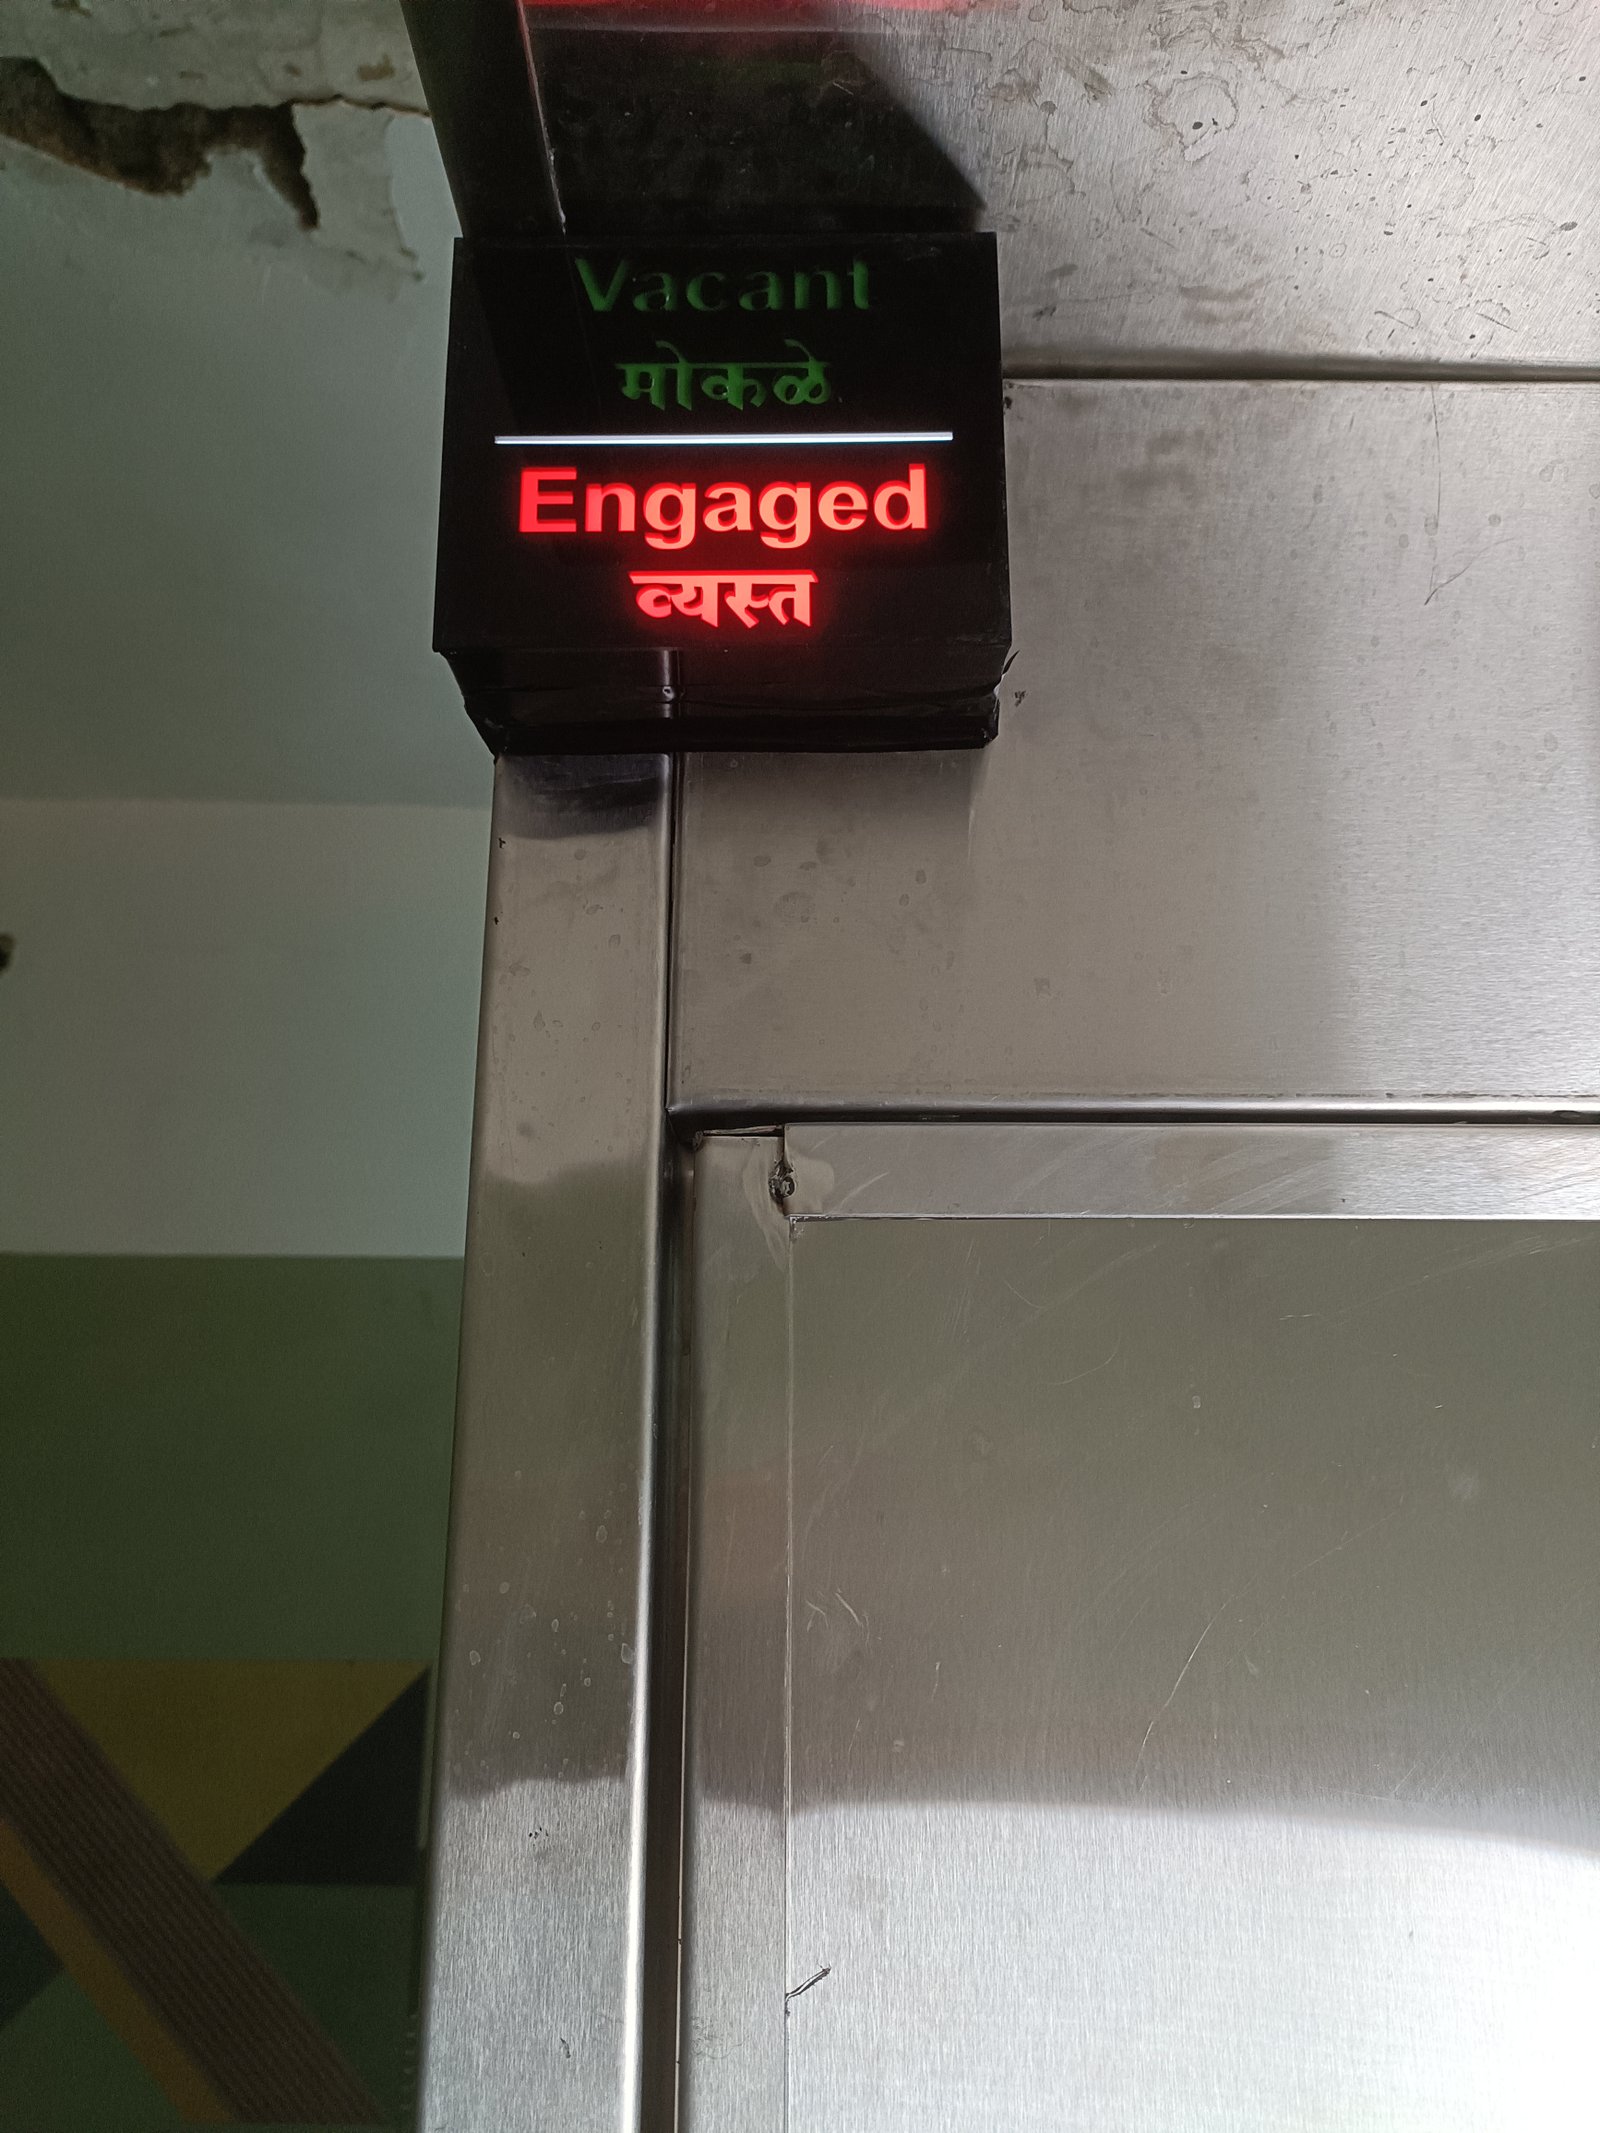 Vacant
मोकळे
Engaged
व्यस्त